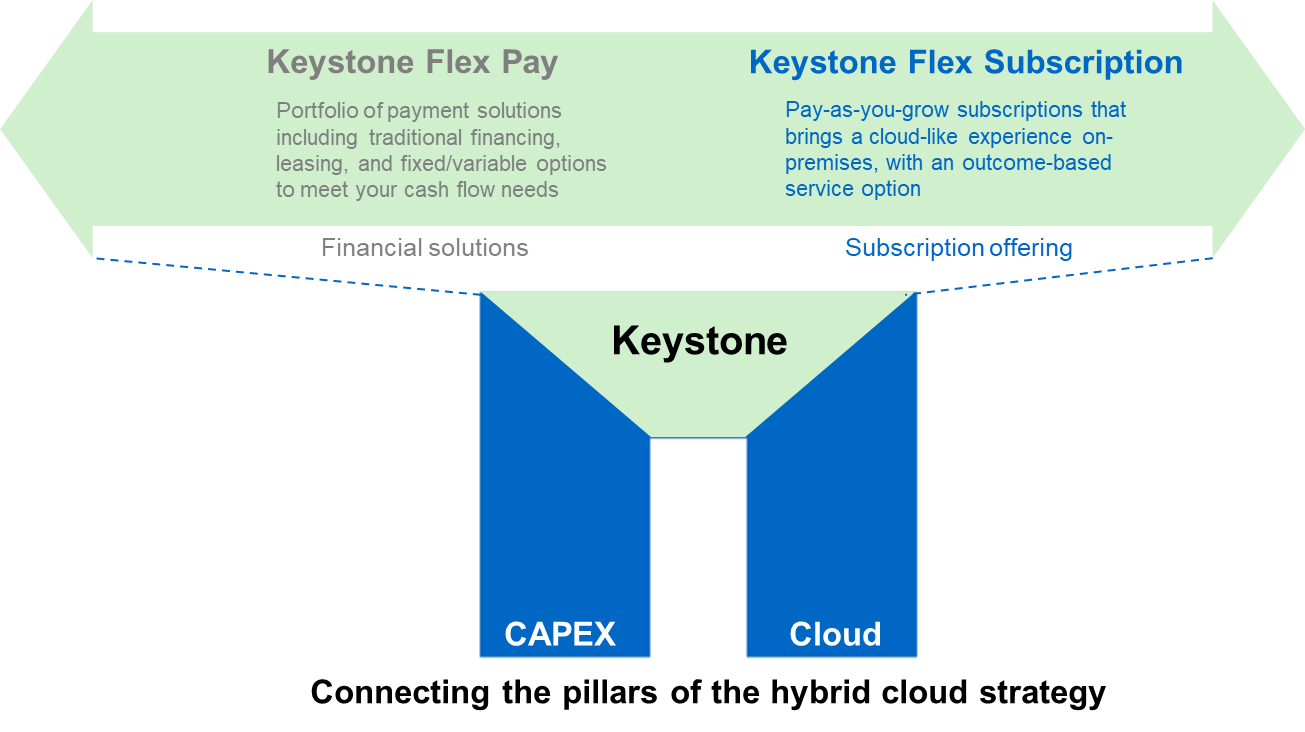 Keystone Flex Pay
Portfolio of payment solutions
including traditional financing,
leasing, and fixed/variable options
to meet your cash flow needs
Financial solutions
Keystone Flex Subscription
Pay-as-you-grow subscriptions that
brings a cloud-like experience on-
premises, with an outcome-based
service option
Subscription offering
Keystone
CAPEX
Cloud
Connecting the pillars of the hybrid cloud strategy